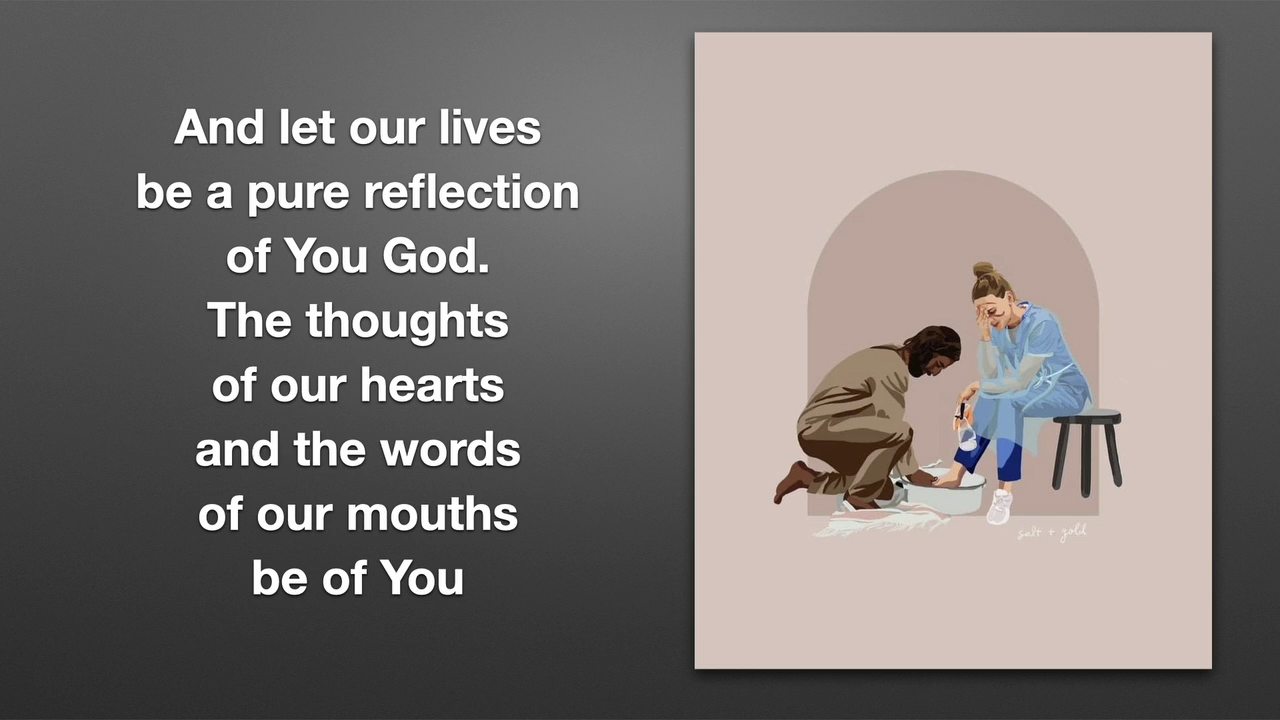 And let our lives
be a pure reflection
of You God.
The thoughts
of our hearts
and the words
of our mouths
be of You
salt + gold